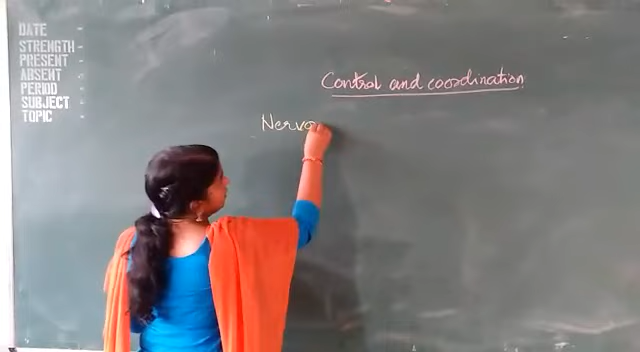 DATE -
STRENGTH -
PRESENT -
ABSENT -
PERIOD -
SUBJECT -
TOPIC -
Control and coordination
Nervo